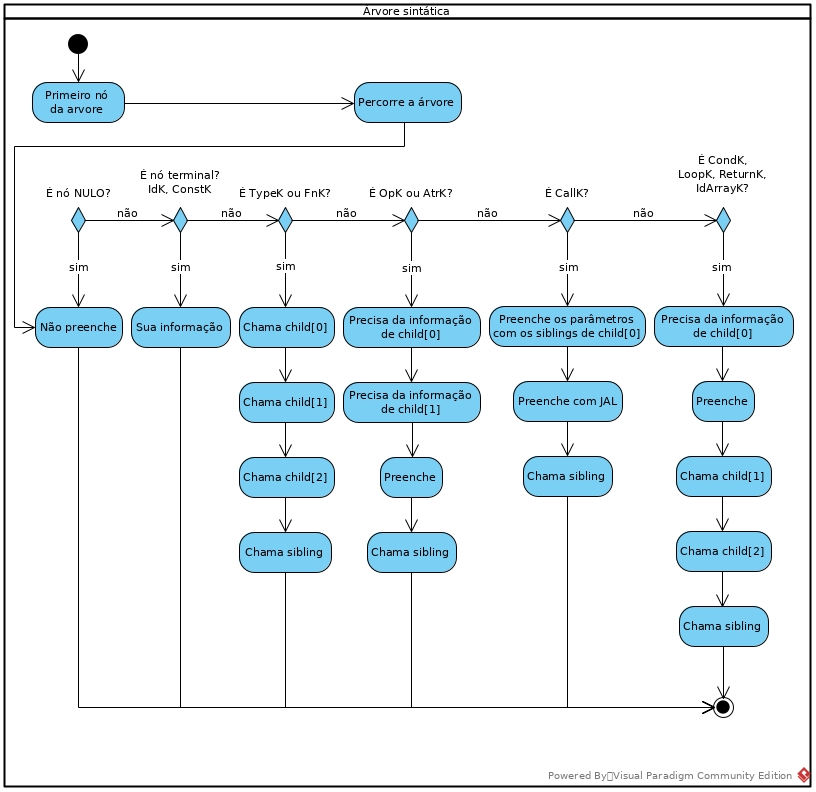 Árvore sintática
Primeiro nó
da arvore
Percorre a árvore
É nó NULO?
É nó terminal?
IdK, ConstK
É TypeK ou FnK?
É OpK ou AtrK?
É CallK?
É CondK,
LoopK, ReturnK,
IdArrayK?
não
não
não
não
não
sim
sim
sim
sim
sim
sim
Não preenche
Sua informação
Chama child[0]
Chama child[1]
Chama child[2]
Chama sibling
Precisa da informação
de child[0]
Precisa da informação
de child[1]
Preenche
Chama sibling
Preenche os parâmetros
com os siblings de child[0]
Preenche com JAL
Chama sibling
Precisa da informação
de child[0]
Preenche
Chama child[1]
Chama child[2]
Chama sibling
Powered By Visual Paradigm Community Edition